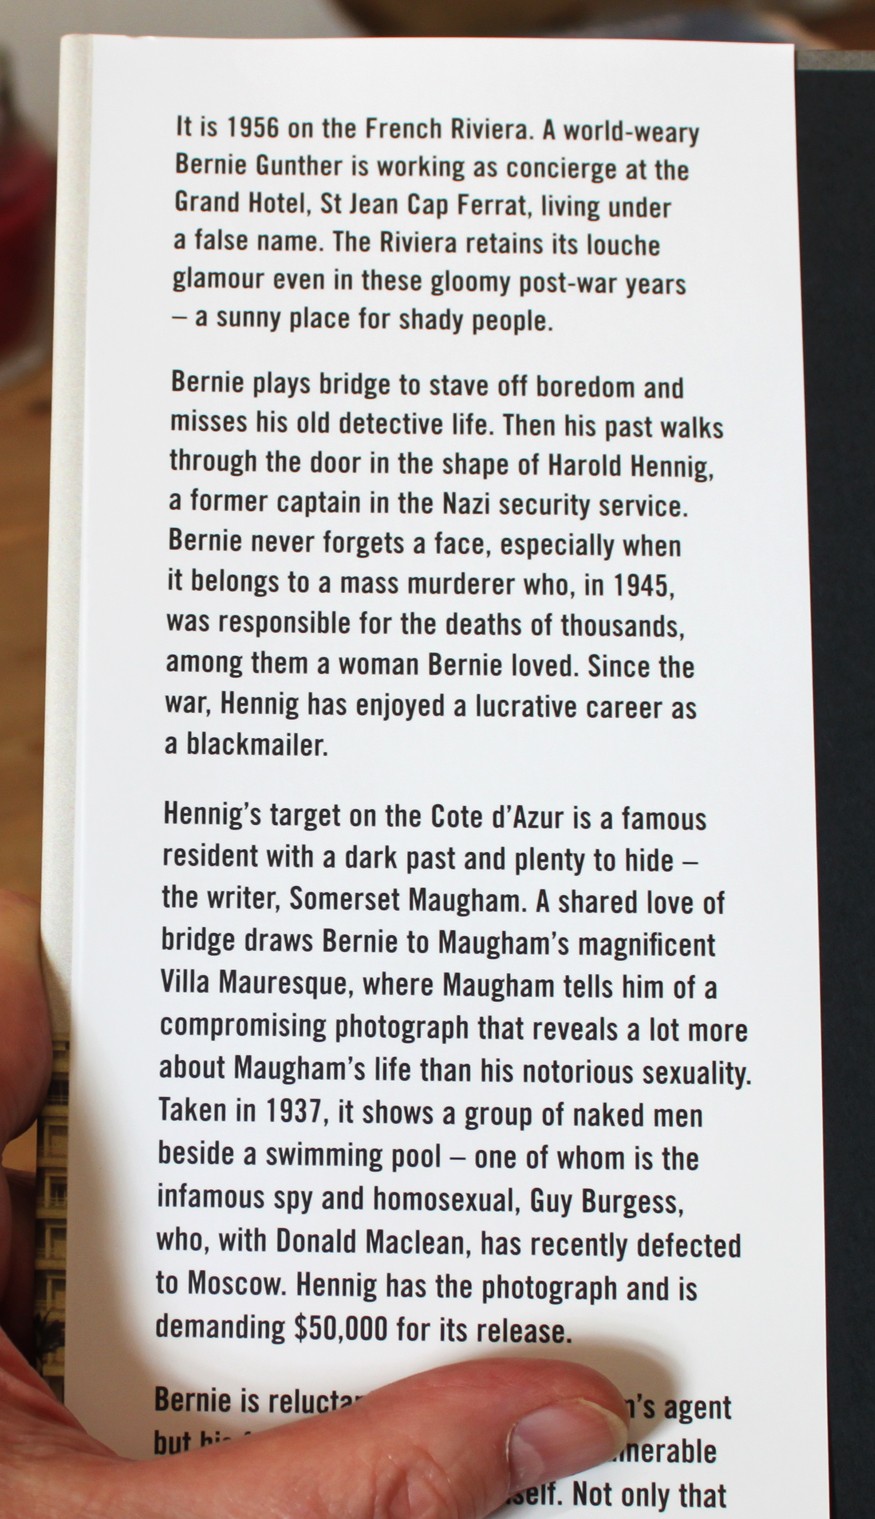 It is 1956 on the French Riviera. A world-weary
Bernie Gunther is working as concierge at the
Grand Hotel, St Jean Cap Ferrat, living under
a false name. The Riviera retains its louche
glamour even in these gloomy post-war years
– a sunny place for shady people.
Bernie plays bridge to stave off boredom and
misses his old detective life. Then his past walks
through the door in the shape of Harold Hennig,
a former captain in the Nazi security service.
Bernie never forgets a face, especially when
it belongs to a mass murderer who, in 1945,
was responsible for the deaths of thousands,
among them a woman Bernie loved. Since the
war, Hennig has enjoyed a lucrative career as
a blackmailer.
Hennig's target on the Cote d'Azur is a famous
resident with a dark past and plenty to hide –
the writer, Somerset Maugham. A shared love of
bridge draws Bernie to Maugham's magnificent
Villa Mauresque, where Maugham tells him of a
compromising photograph that reveals a lot more
about Maugham's life than his notorious sexuality.
Taken in 1937, it shows a group of naked men
beside a swimming pool – one of whom is the
infamous spy and homosexual, Guy Burgess,
who, with Donald Maclean, has recently defected
to Moscow. Hennig has the photograph and is
demanding $50,000 for its release.
Bernie is agent
but
Not only that